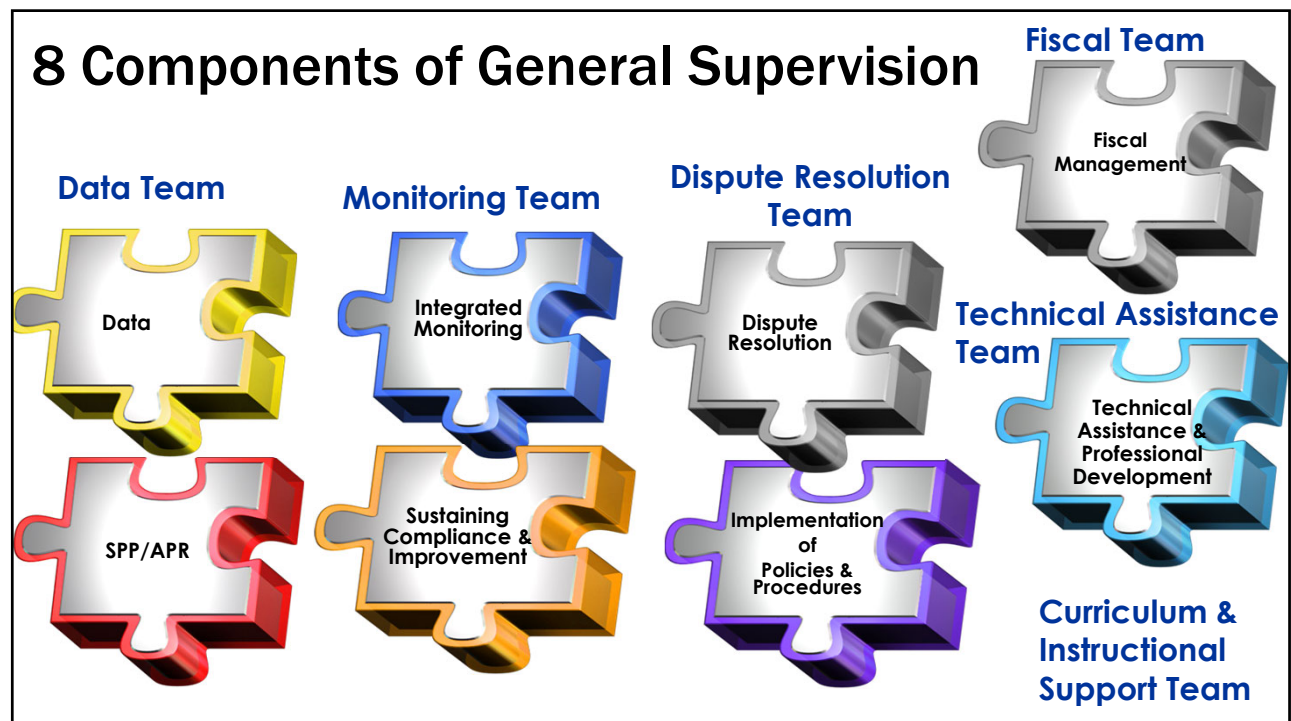 8 Components of General Supervision
Data Team
Data
SPP/APR
Monitoring Team
Integrated
Monitoring
Sustaining
Compliance &
Improvement
Dispute Resolution
Team
Dispute
Resolution
Implementation
of
Policies &
Procedures
Fiscal Team
Fiscal
Management
Technical Assistance
Team
Technical
Assistance &
Professional
Development
Curriculum &
Instructional
Support Team